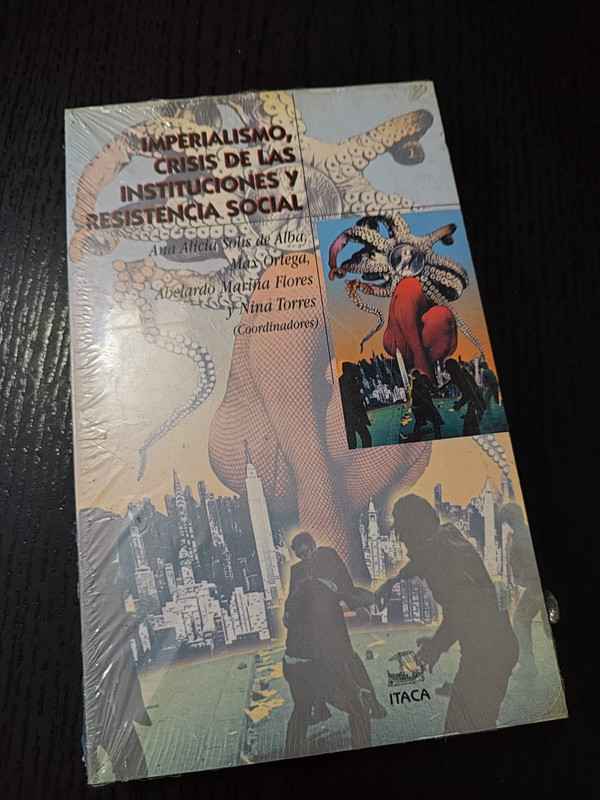 IMPERIALISMO,
CRISIS DE LAS
INSTITUCIONES Y
RESISTENCIA SOCIAL
Ana Alicia Solís de Alba,
Max Ortega,
Abelardo Mariña Flores
y Nina Torres
(Coordinadores)
ITACA